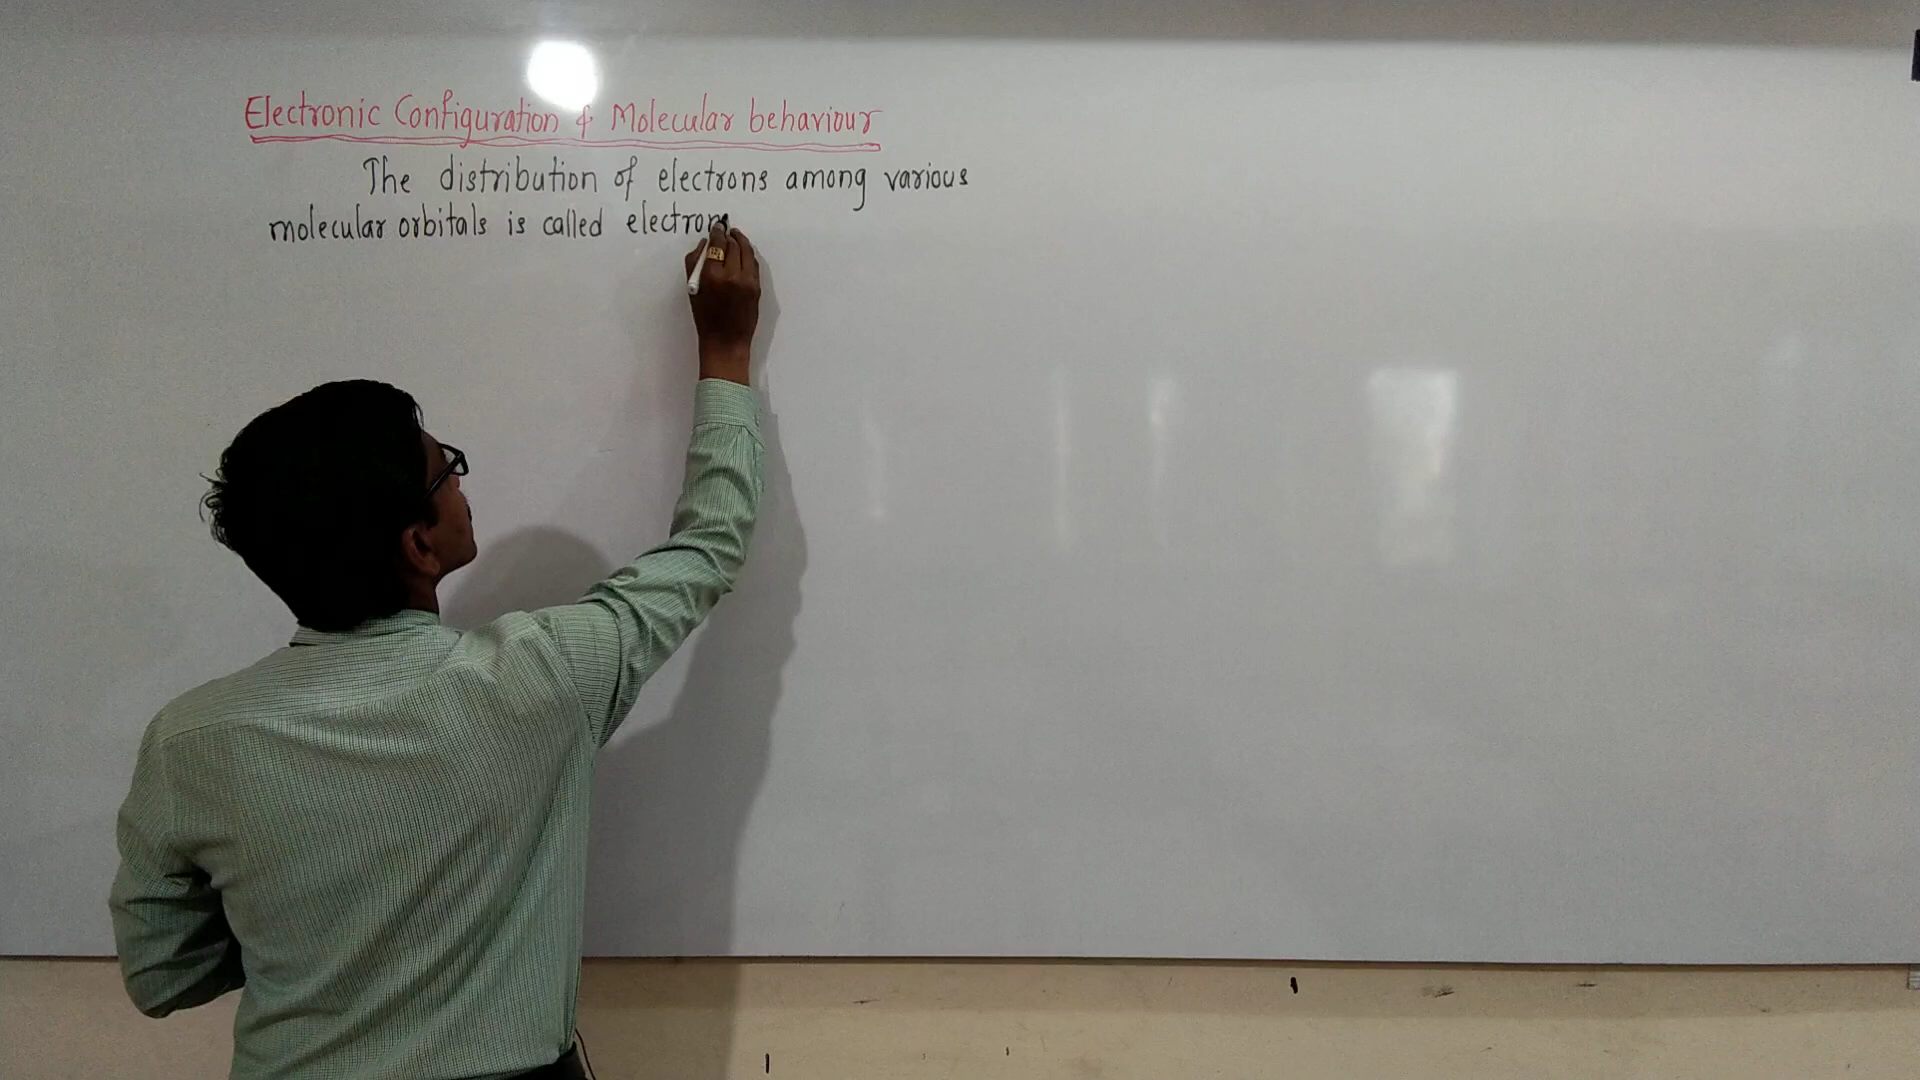 Electronic Configuration & Molecular behaviour
The distribution of electrons among various
molecular orbitals is called electron